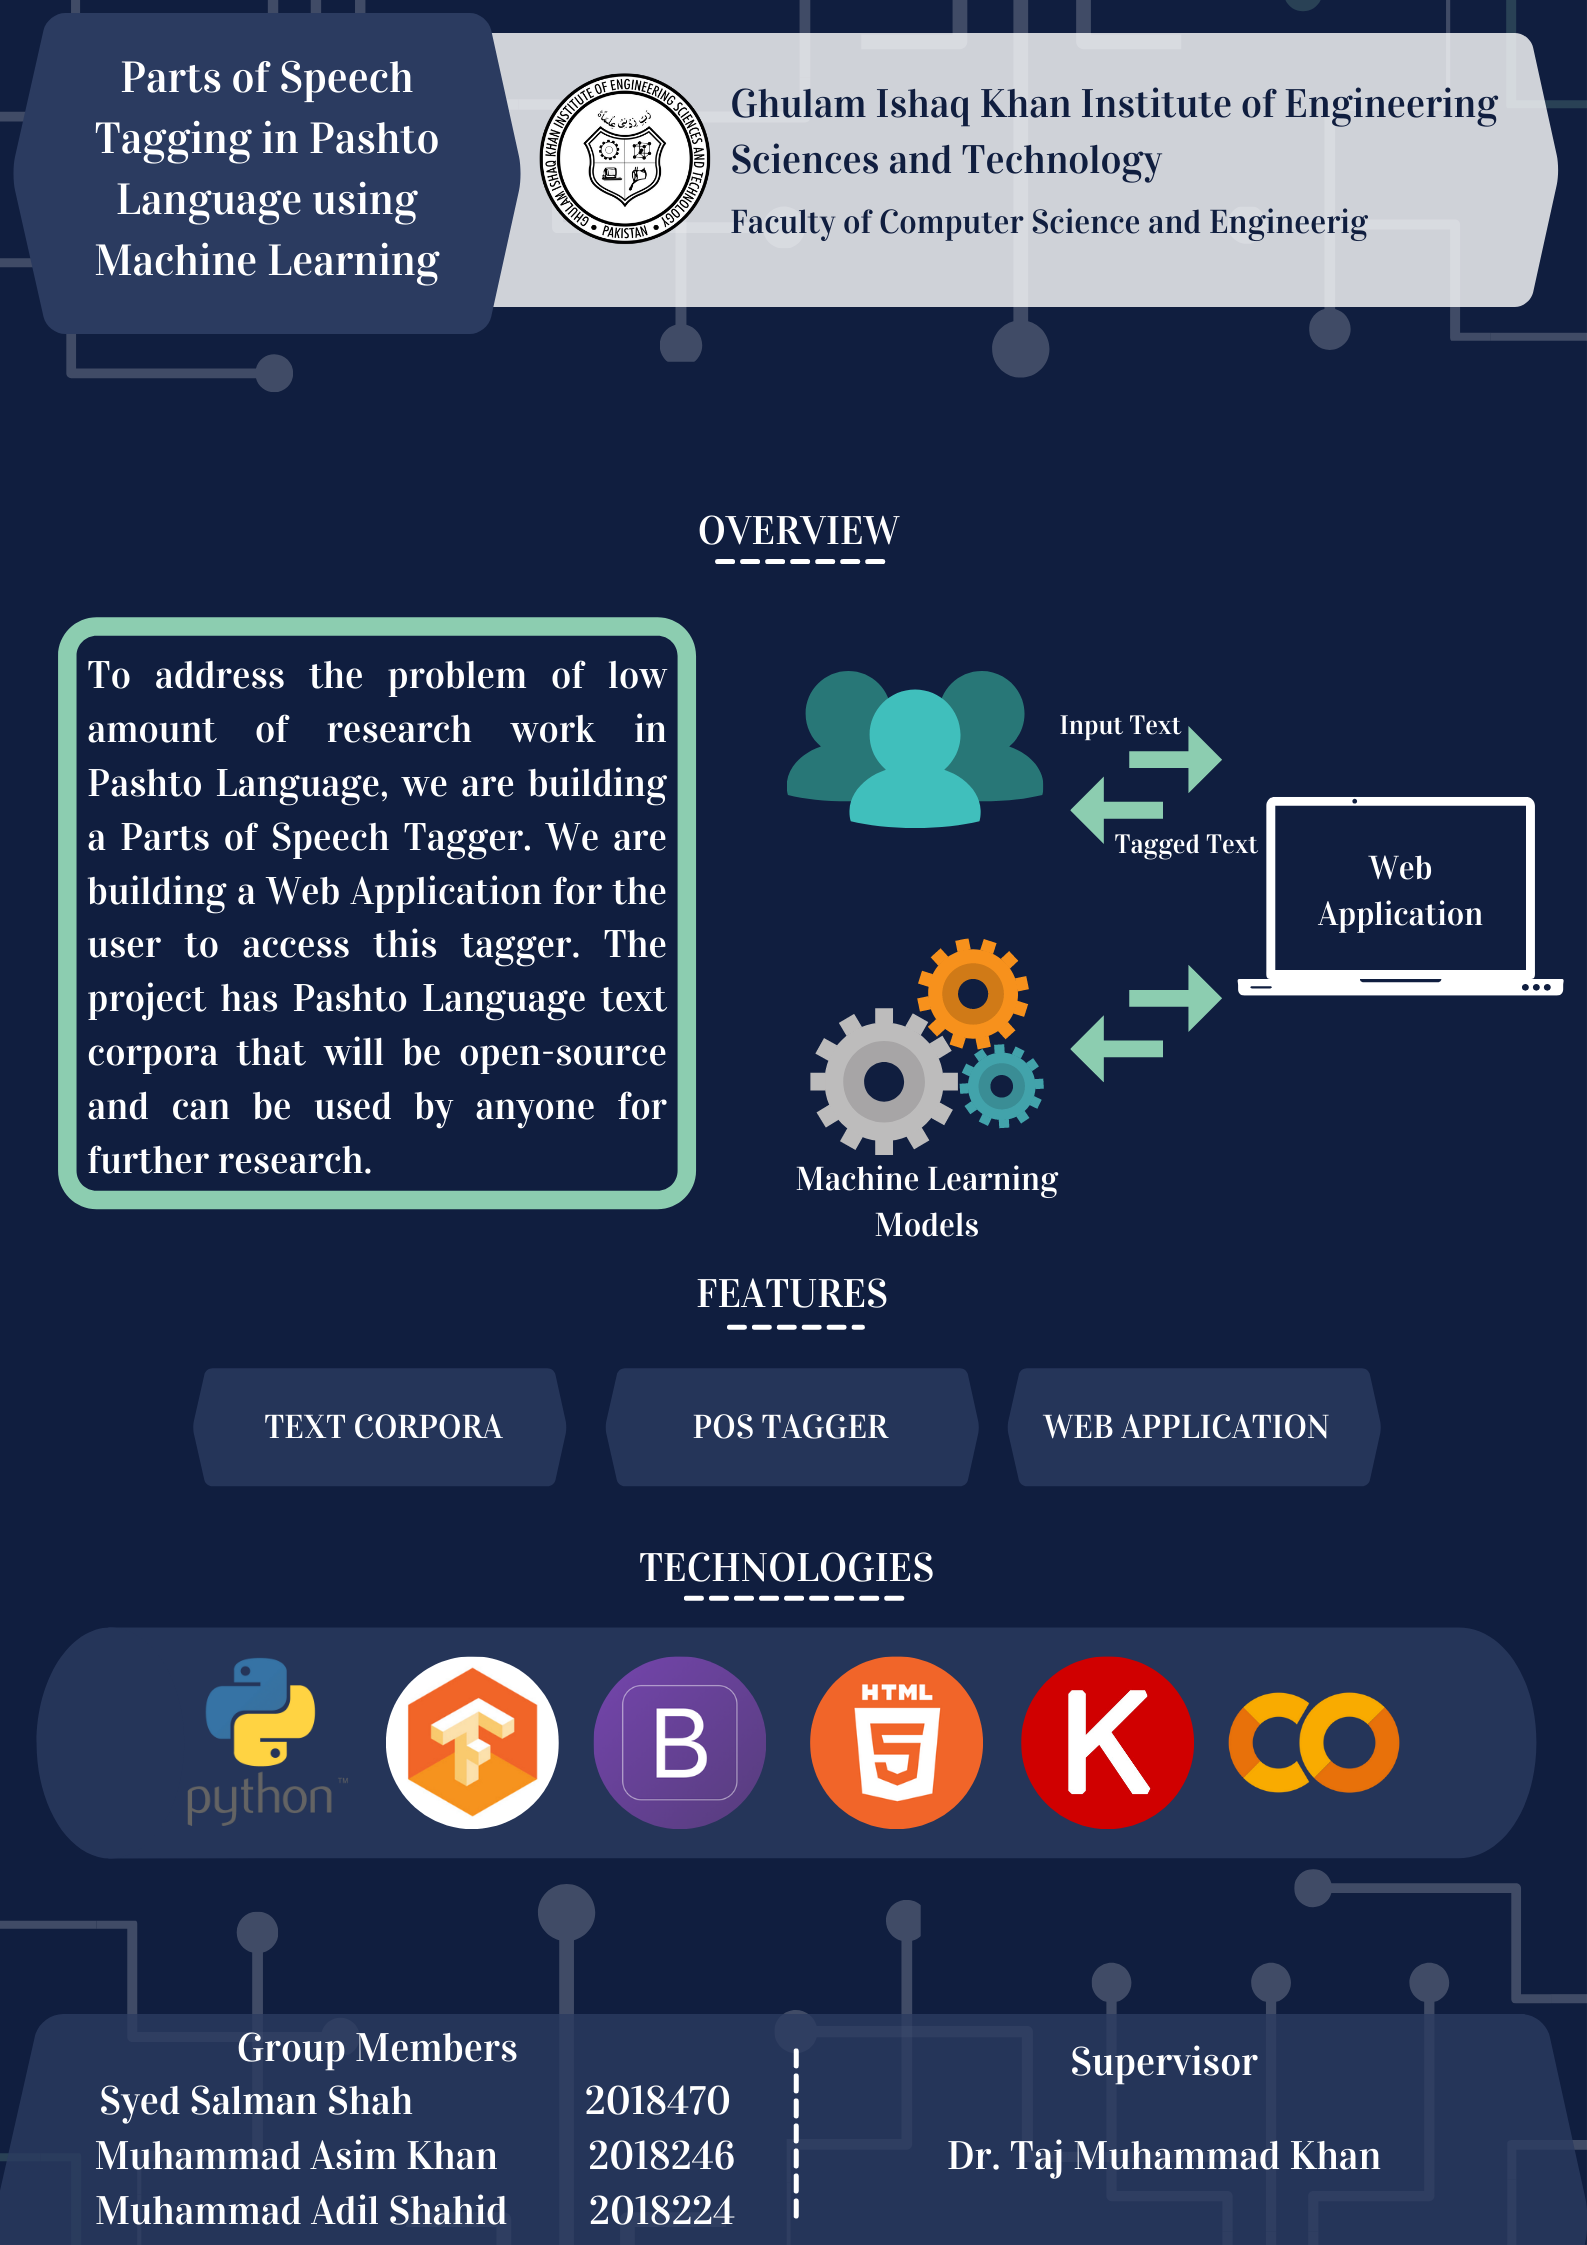 Parts of Speech
Tagging in Pashto
Language using
Machine Learning
GHULAM ISHAQ KHAN INSTITUTE OF ENGINEERING SCIENCES AND TECHNOLOGY
• PAKISTAN •
Ghulam Ishaq Khan Institute of Engineering
Sciences and Technology
Faculty of Computer Science and Engineerig
OVERVIEW
To address the problem of low
amount of research work in
Pashto Language, we are building
a Parts of Speech Tagger. We are
building a Web Application for the
user to access this tagger. The
project has Pashto Language text
corpora that will be open-source
and can be used by anyone for
further research.
Input Text
Tagged Text
Web
Application
Machine Learning
Models
FEATURES
TEXT CORPORA
POS TAGGER
WEB APPLICATION
TECHNOLOGIES
python™
B
HTML
5
K
CO
Group Members
Syed Salman Shah 2018470
Muhammad Asim Khan 2018246
Muhammad Adil Shahid 2018224
Supervisor
Dr. Taj Muhammad Khan